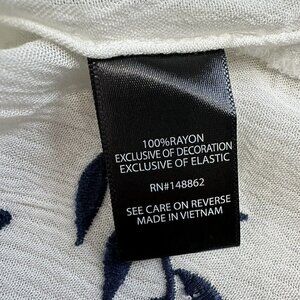 100%RAYON
EXCLUSIVE OF DECORATION
EXCLUSIVE OF ELASTIC
RN#148862
SEE CARE ON REVERSE
MADE IN VIETNAM